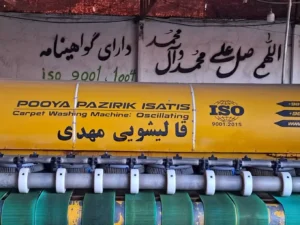 اللهم صل علی محمد وآل محمد
دارای گواهینامه
iso 9001.2004
POOYA PAZIRIK ISATIS
Carpet Washing Machine: Oscillating
ISO
9001:2015
قالیشویی مهدی